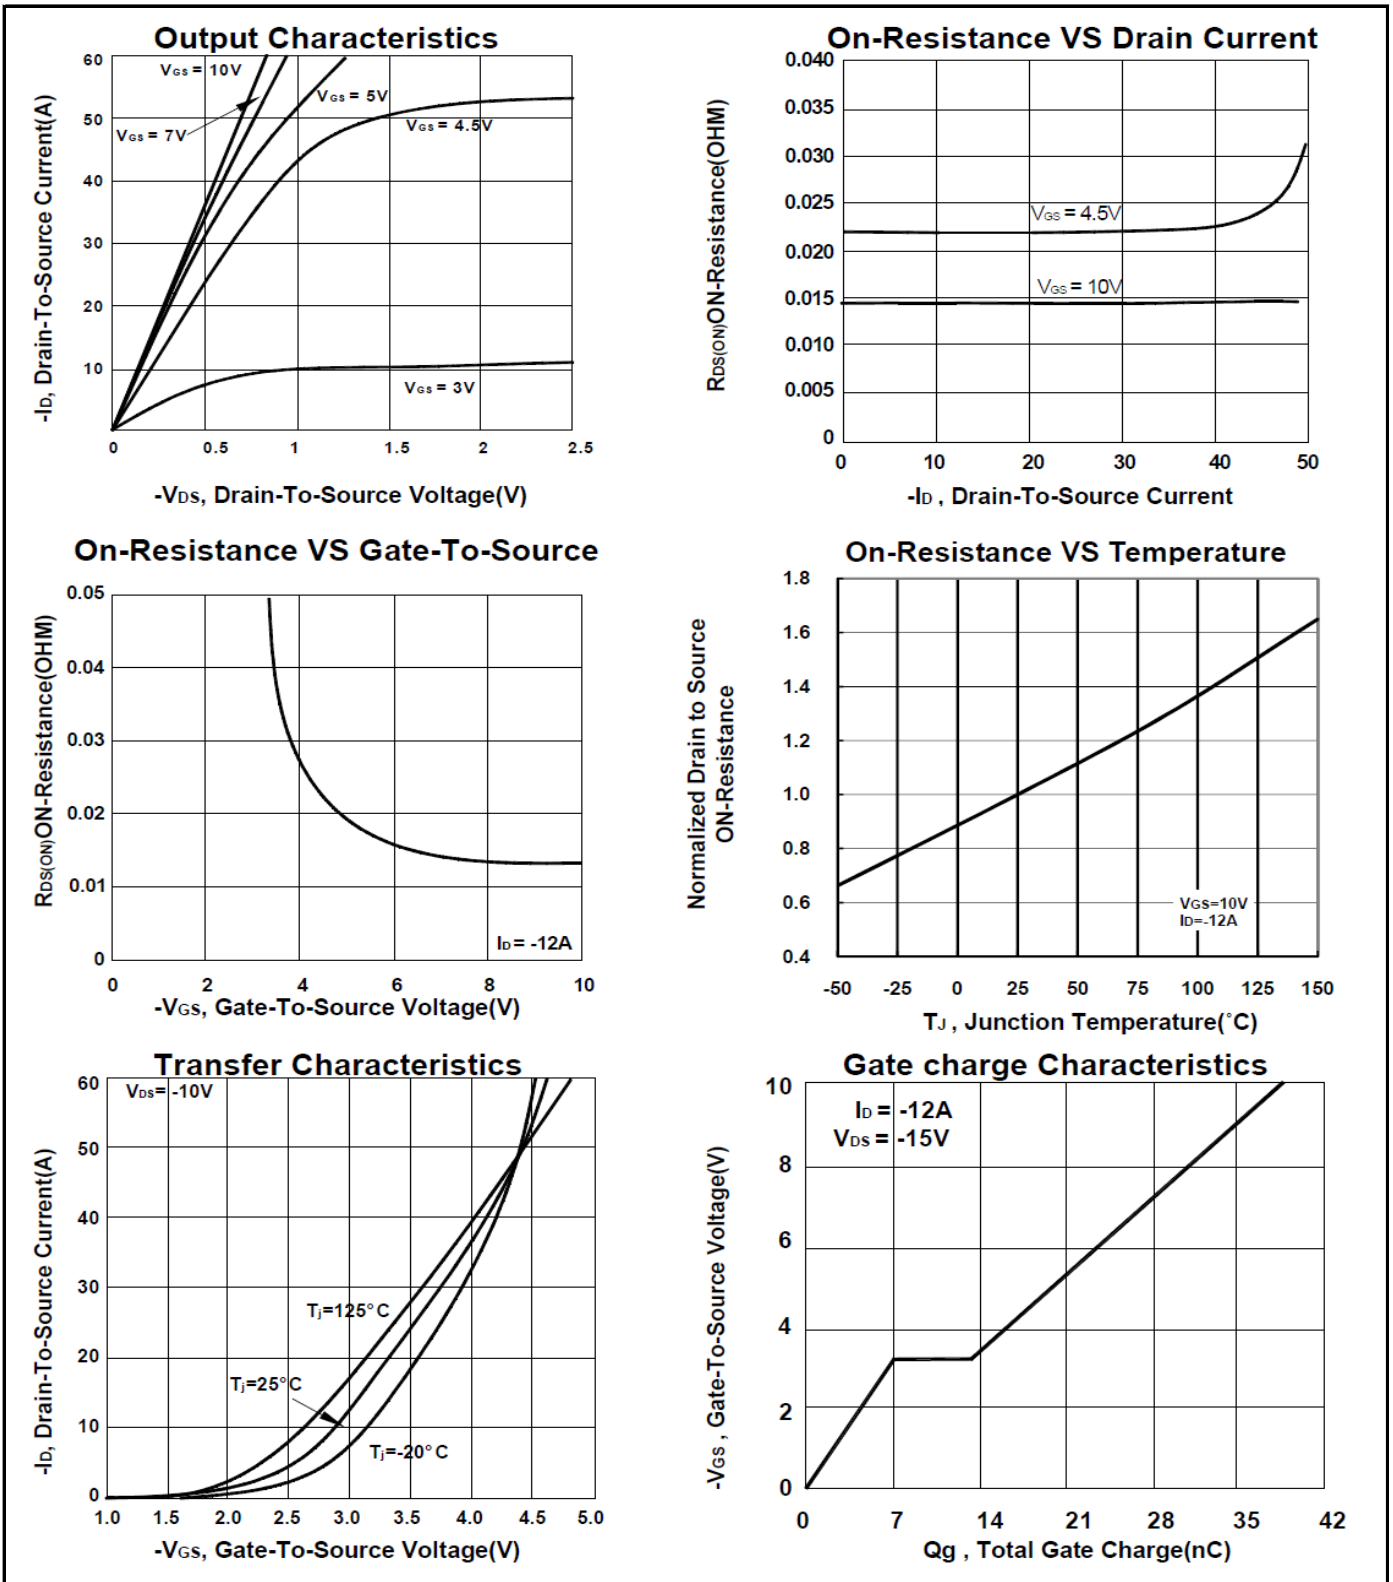 Output Characteristics
60
50
40
30
20
10
VGS = 10V
VGS = 7V
VGS = 5V
VGS = 4.5V
VGS = 3V
-ID, Drain-To-Source Current(A)
0 0.5 1 1.5 2 2.5
-VDS, Drain-To-Source Voltage(V)
On-Resistance VS Drain Current
0.040
0.035
0.030
0.025
0.020
0.015
0.010
0.005
0
VGS = 4.5V
VGS = 10V
RDS(ON)ON-Resistance(OHM)
0 10 20 30 40 50
-ID , Drain-To-Source Current
On-Resistance VS Gate-To-Source
0.05
0.04
0.03
0.02
0.01
0
RDS(ON)ON-Resistance(OHM)
ID = -12A
0 2 4 6 8 10
-VGS, Gate-To-Source Voltage(V)
On-Resistance VS Temperature
1.8
1.6
1.4
1.2
1.0
0.8
0.6
0.4
Normalized Drain to Source
ON-Resistance
VGS=10V
ID=-12A
-50 -25 0 25 50 75 100 125 150
TJ , Junction Temperature(°C)
Transfer Characteristics
60
50
40
30
20
10
0
VDS= -10V
Tj=125°C
Tj=25°C
Tj=-20°C
-ID, Drain-To-Source Current(A)
1.0 1.5 2.0 2.5 3.0 3.5 4.0 4.5 5.0
-VGS, Gate-To-Source Voltage(V)
Gate charge Characteristics
10
8
6
4
2
0
ID = -12A
VDS = -15V
-VGS , Gate-To-Source Voltage(V)
0 7 14 21 28 35 42
Qg , Total Gate Charge(nC)